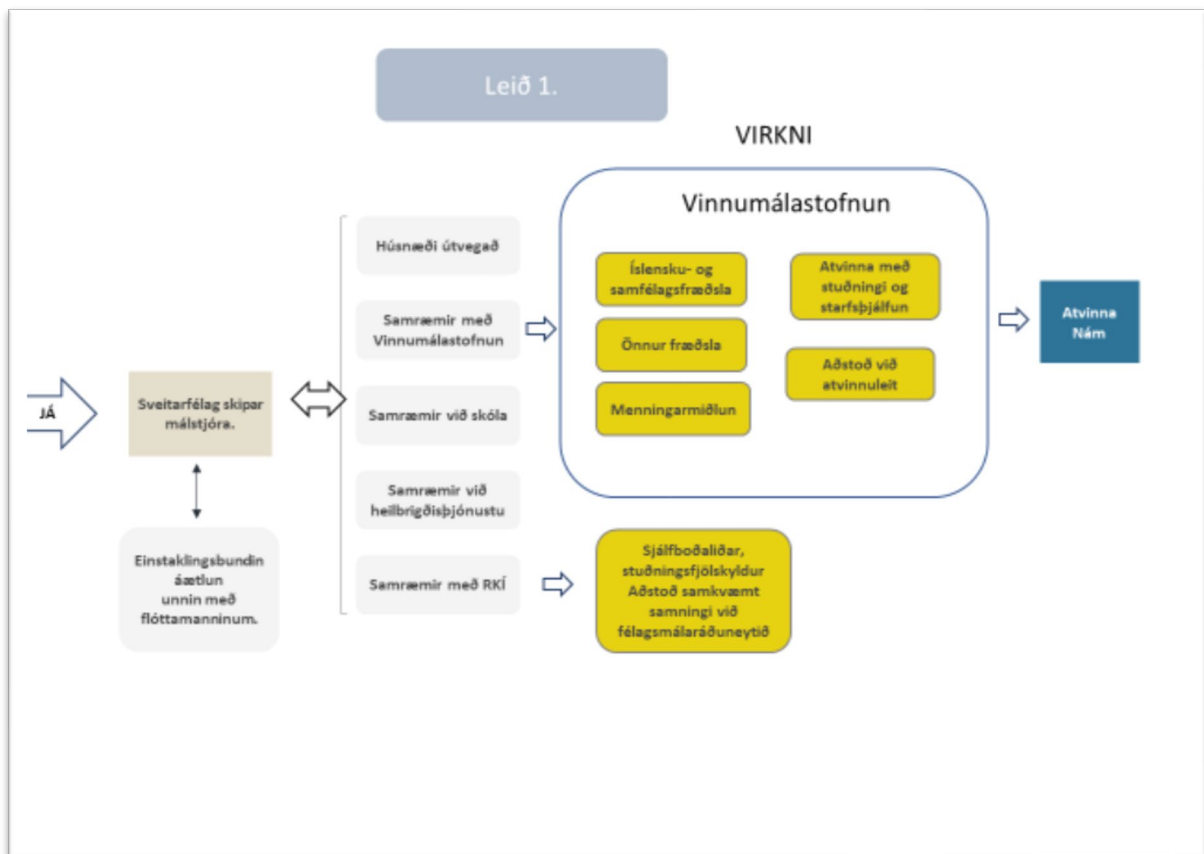 Leið 1.
VIRKNI
Vinnumálastofnun
JÁ
Sveitarfélag skipar
málstjóra.
Einstaklingsbundin
áætlun
unnin með
flóttamanninum.
Húsnæði útvegað
Samræmir með
Vinnumálastofnun
Samræmir við skóla
Samræmir við
heilbrigðisþjónustu
Samræmir með RKÍ
Íslensku- og
samfélagsfræðsla
Önnur fræðsla
Menningarmiðlun
Atvinna með
stuðningi og
starfsþjálfun
Aðstoð við
atvinnuleit
Atvinna
Nám
Sjálfboðaliðar,
stuðningsfjölskyldur
Aðstoð samkvæmt
samningi við
félagsmálaráðuneytið